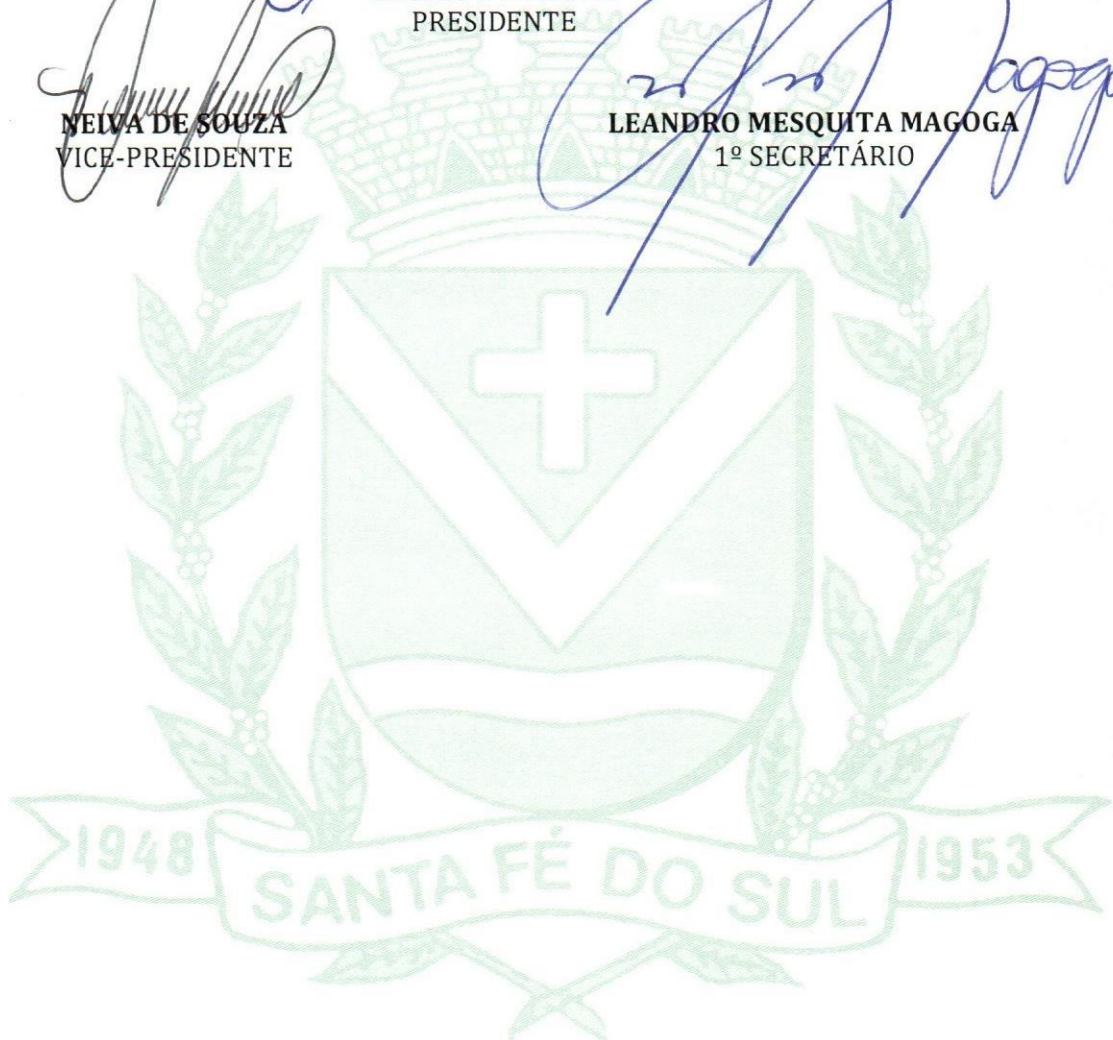 PRESIDENTE
NEIVA DE SOUZA
VICE-PRESIDENTE
LEANDRO MESQUITA MAGOGA
1º SECRETÁRIO
1948
SANTA FÉ DO SUL
1953